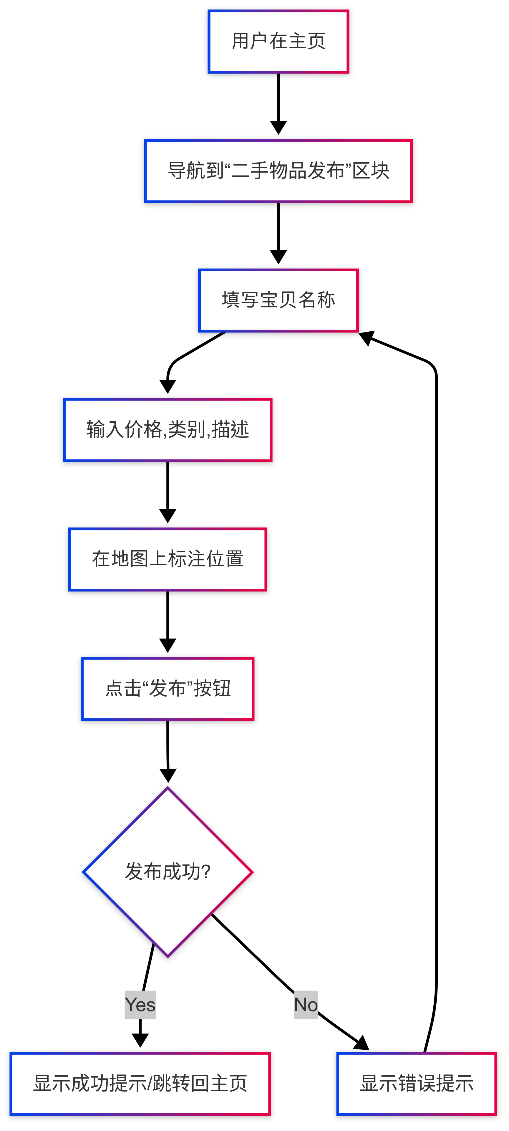 用户在主页
导航到“二手物品发布”区块
填写宝贝名称
输入价格,类别,描述
在地图上标注位置
点击“发布”按钮
发布成功?
Yes
No
显示成功提示/跳转回主页
显示错误提示